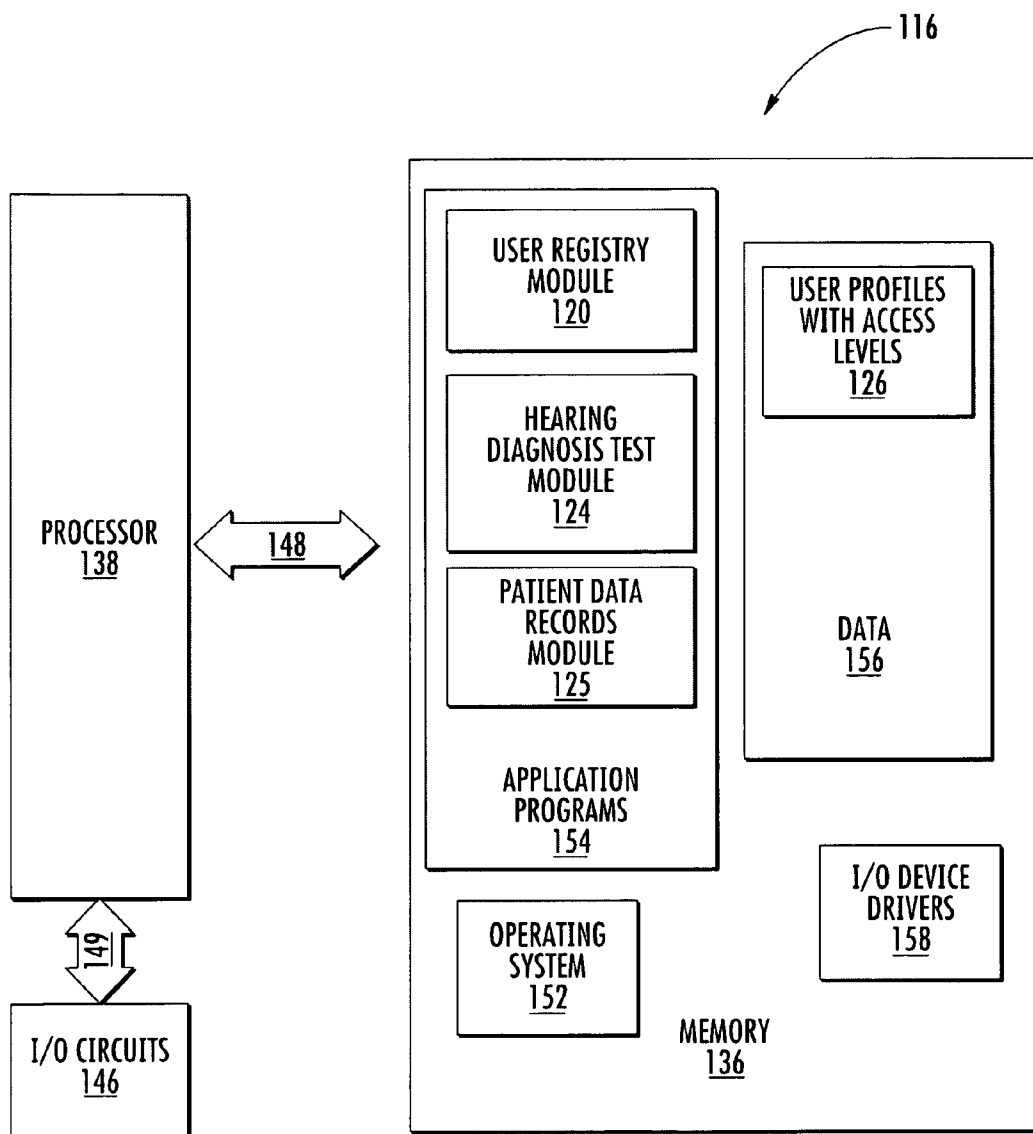 116
USER REGISTRY
MODULE
120
HEARING
DIAGNOSIS TEST
MODULE
124
PATIENT DATA
RECORDS
MODULE
125
APPLICATION
PROGRAMS
154
USER PROFILES
WITH ACCESS
LEVELS
126
DATA
156
PROCESSOR
138
148
149
I/O CIRCUITS
146
OPERATING
SYSTEM
152
I/O DEVICE
DRIVERS
158
MEMORY
136